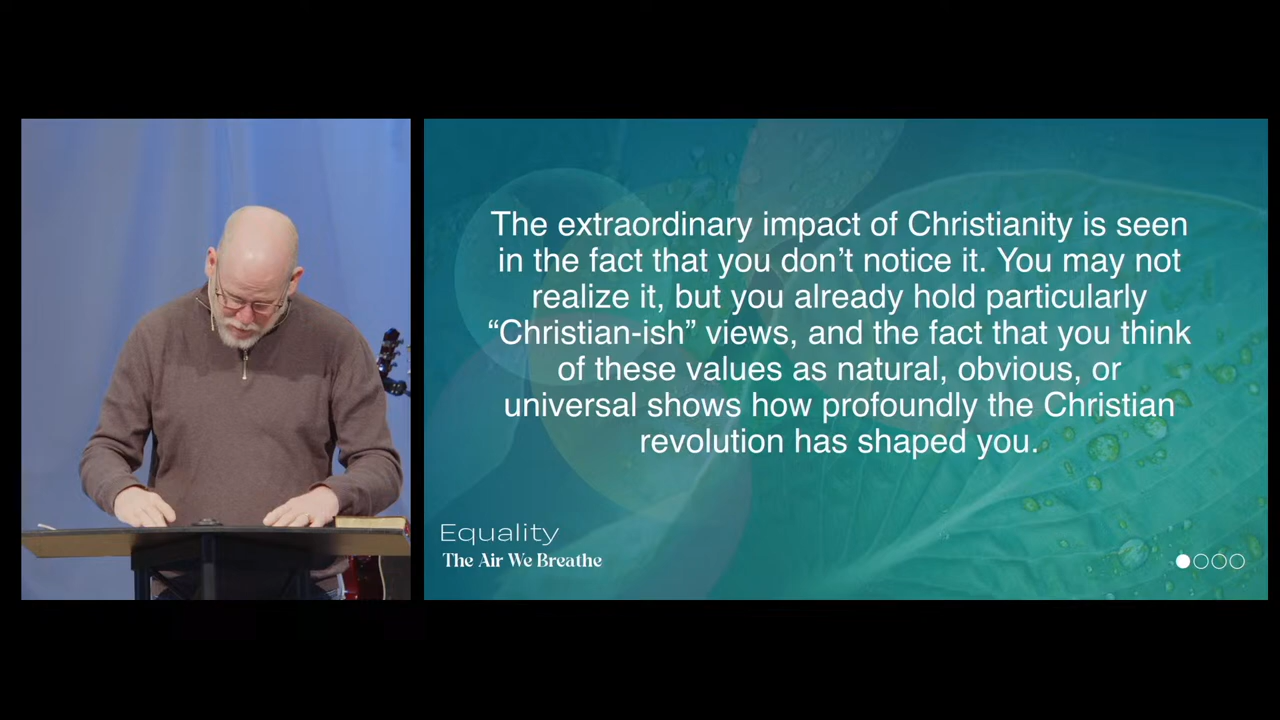 The extraordinary impact of Christianity is seen
in the fact that you don’t notice it. You may not
realize it, but you already hold particularly
“Christian-ish” views, and the fact that you think
of these values as natural, obvious, or
universal shows how profoundly the Christian
revolution has shaped you.
Equality
The Air We Breathe